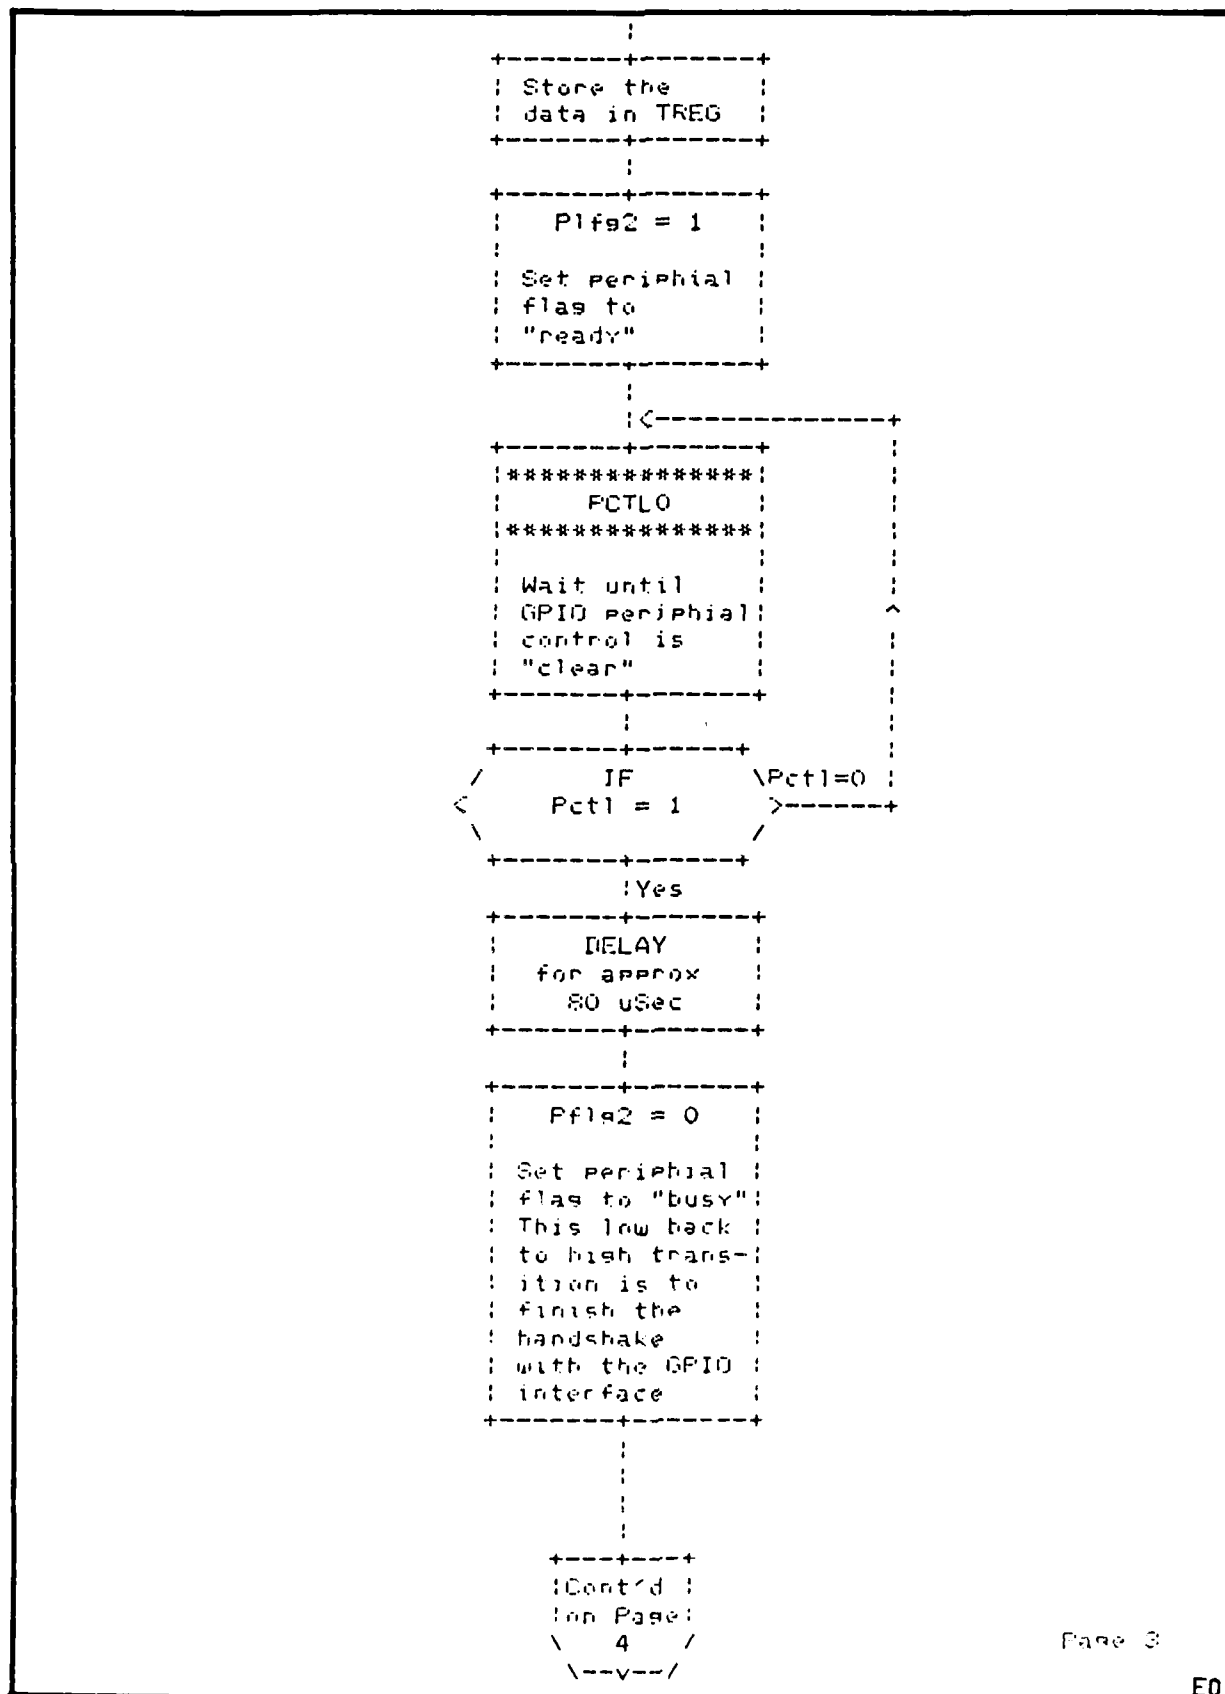 Store the
data in TREG
Plfg2 = 1
Set periphial
flag to
"ready"
**************
PCTL0
**************
Wait until
GPIO periphial
control is
"clear"
IF
Pctl=0
Pctl = 1
Yes
DELAY
for approx
80 uSec
Pflg2 = 0
Set periphial
flag to "busy"
This low back
to high trans-
ition is to
finish the
handshake
with the GPIO
interface
Cont'd
on Page
4
Page 3
E0